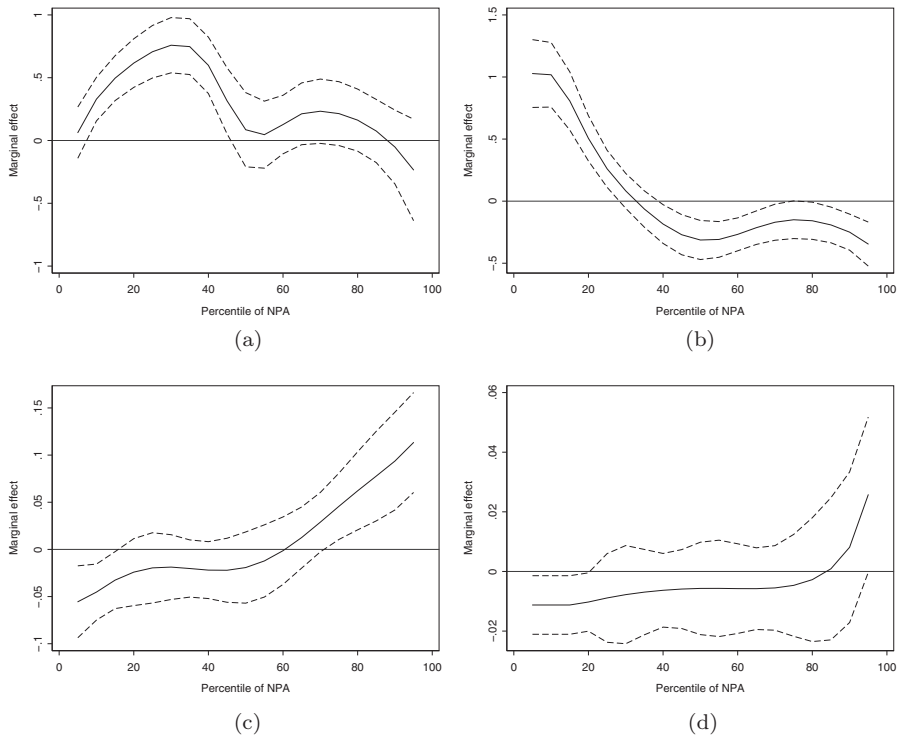 1
.5
0
-.5
-1
Marginal effect
0 20 40 60 80 100
Percentile of NPA
(a)
1.5
1
.5
0
-.5
Marginal effect
0 20 40 60 80 100
Percentile of NPA
(b)
.15
.1
.05
0
-.05
-.1
Marginal effect
0 20 40 60 80 100
Percentile of NPA
(c)
.06
.04
.02
0
-.02
Marginal effect
0 20 40 60 80 100
Percentile of NPA
(d)